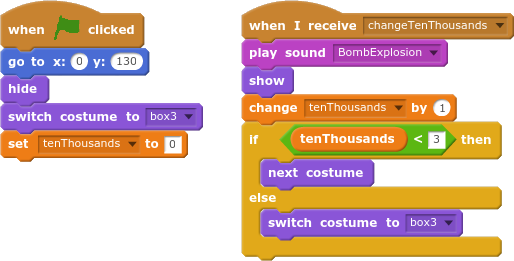 when clicked
go to x: 0 y: 130
hide
switch costume to box3
set tenThousands to 0
when I receive changeTenThousands
play sound BombExplosion
show
change tenThousands by 1
if tenThousands < 3 then
next costume
else
switch costume to box3